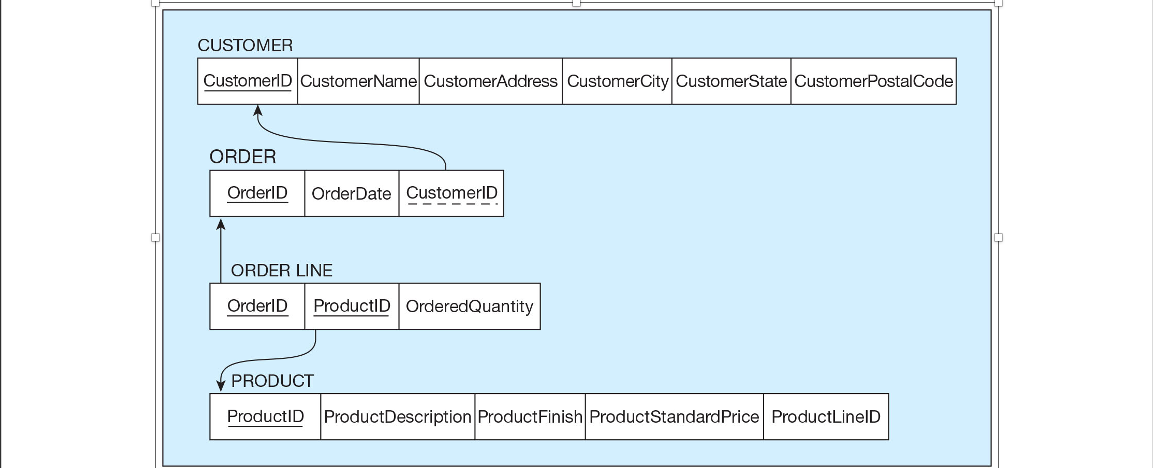 CUSTOMER
CustomerID CustomerName CustomerAddress CustomerCity CustomerState CustomerPostalCode
ORDER
OrderID OrderDate CustomerID
ORDER LINE
OrderID ProductID OrderedQuantity
PRODUCT
ProductID ProductDescription ProductFinish ProductStandardPrice ProductLineID